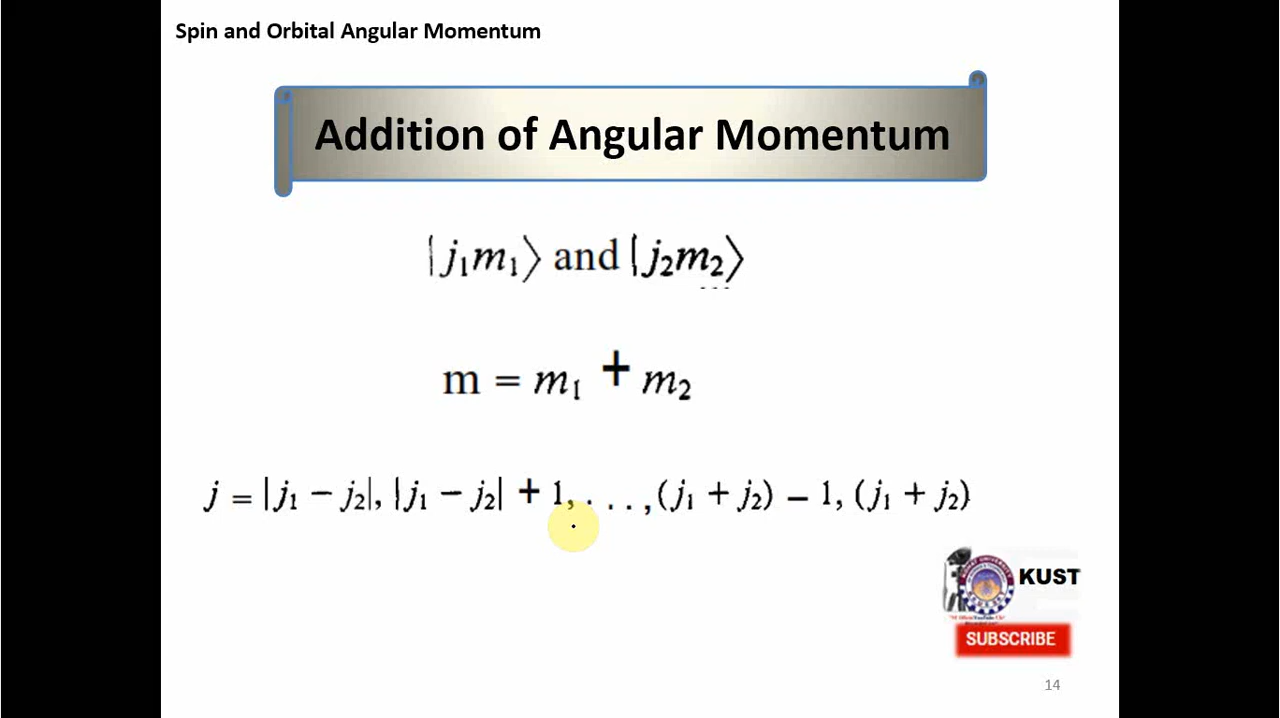 Spin and Orbital Angular Momentum
Addition of Angular Momentum
|j₁m₁⟩ and |j₂m₂⟩
m = m₁ + m₂
j = |j₁ − j₂|, |j₁ − j₂| + 1, . . . , (j₁ + j₂) − 1, (j₁ + j₂)
KUST
SUBSCRIBE
14